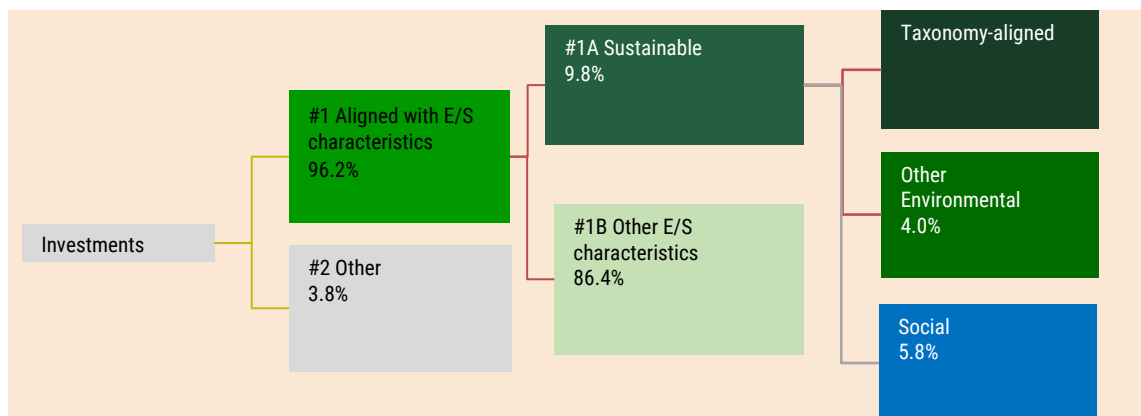 Investments
#1 Aligned with E/S
characteristics
96.2%
#2 Other
3.8%
#1A Sustainable
9.8%
#1B Other E/S
characteristics
86.4%
Taxonomy-aligned
Other
Environmental
4.0%
Social
5.8%